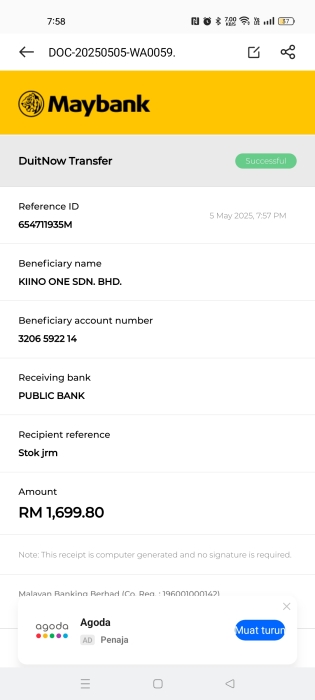 7:58
7.00
KB/S
37
DOC-20250505-WA0059.
Maybank
DuitNow Transfer
Successful
Reference ID
5 May 2025, 7:57 PM
654711935M
Beneficiary name
KIINO ONE SDN. BHD.
Beneficiary account number
3206 5922 14
Receiving bank
PUBLIC BANK
Recipient reference
Stok jrm
Amount
RM 1,699.80
Note: This receipt is computer generated and no signature is required.
Malayan Banking Berhad (Co. Reg. : 196001000142)
agoda
Agoda
AD Penaja
Muat turun